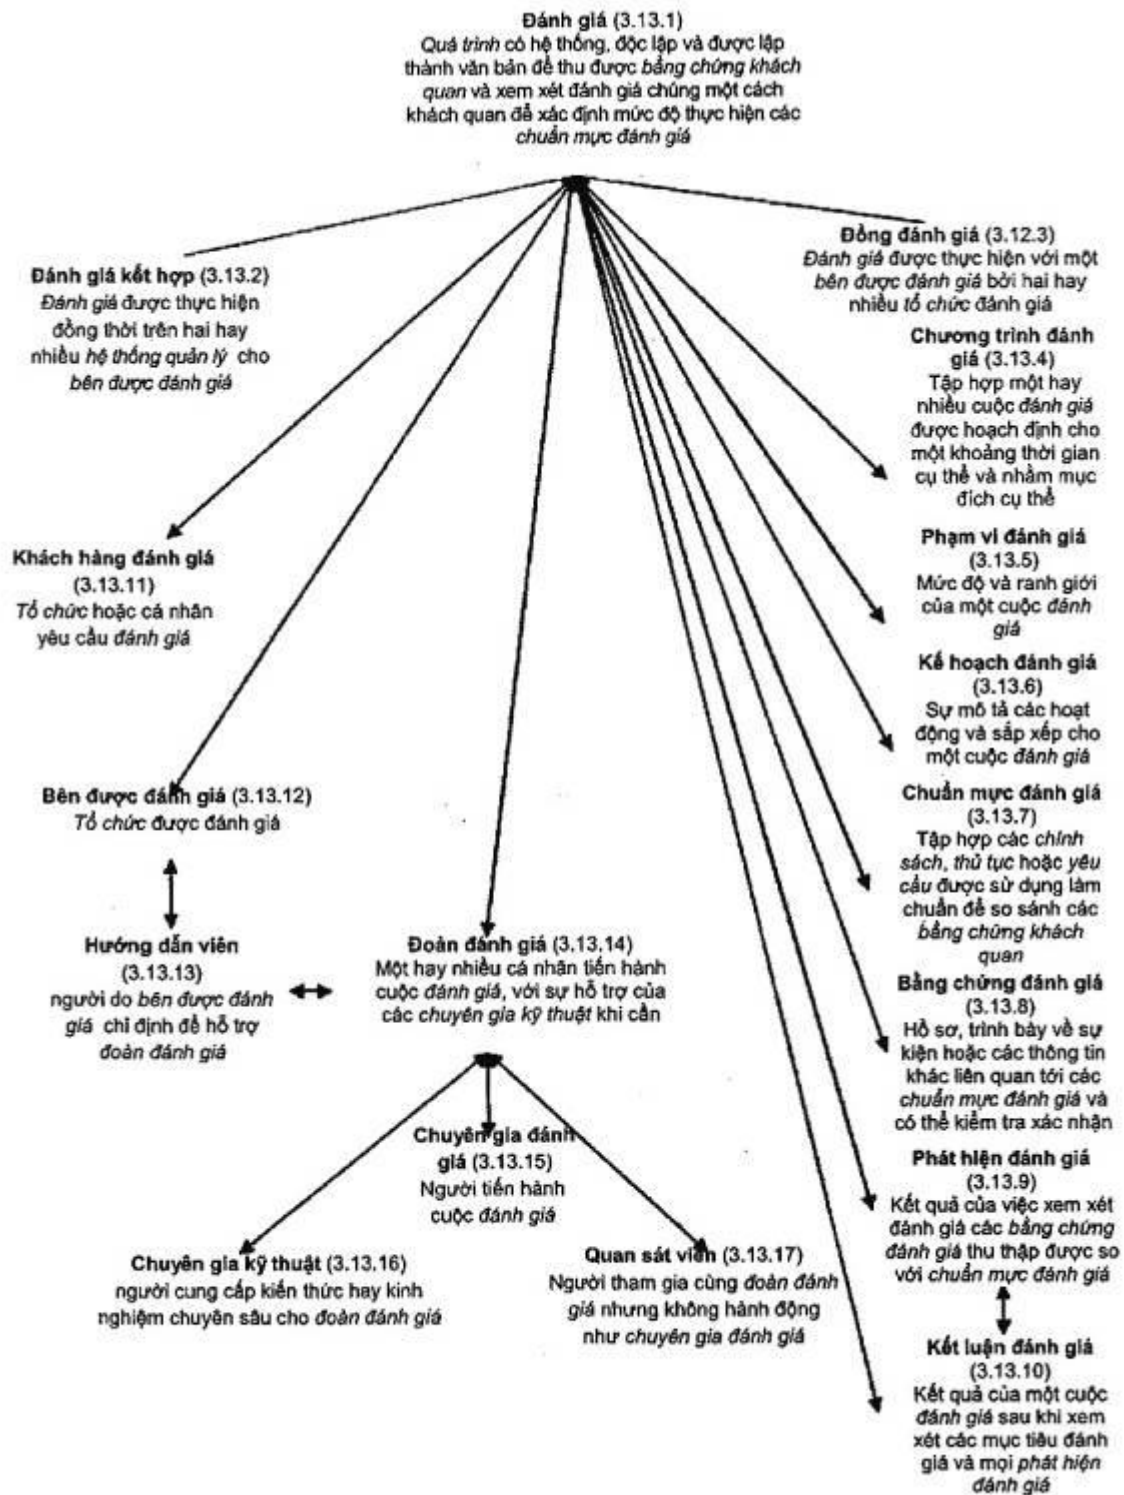 Đánh giá (3.13.1)
Quá trình có hệ thống, độc lập và được lập
thành văn bản để thu được bằng chứng khách
quan và xem xét đánh giá chúng một cách
khách quan để xác định mức độ thực hiện các
chuẩn mực đánh giá
Đánh giá kết hợp (3.13.2)
Đánh giá được thực hiện
đồng thời trên hai hay
nhiều hệ thống quản lý cho
bên được đánh giá
Đồng đánh giá (3.12.3)
Đánh giá được thực hiện với một
bên được đánh giá bởi hai hay
nhiều tổ chức đánh giá
Chương trình đánh
giá (3.13.4)
Tập hợp một hay
nhiều cuộc đánh giá
được hoạch định cho
một khoảng thời gian
cụ thể và nhằm mục
đích cụ thể
Khách hàng đánh giá
(3.13.11)
Tổ chức hoặc cá nhân
yêu cầu đánh giá
Phạm vi đánh giá
(3.13.5)
Mức độ và ranh giới
của một cuộc đánh
giá
Kế hoạch đánh giá
(3.13.6)
Sự mô tả các hoạt
động và sắp xếp cho
một cuộc đánh giá
Bên được đánh giá (3.13.12)
Tổ chức được đánh giá
Chuẩn mực đánh giá
(3.13.7)
Tập hợp các chính
sách, thủ tục hoặc yêu
cầu được sử dụng làm
chuẩn để so sánh các
bằng chứng khách
quan
Hướng dẫn viên
(3.13.13)
người do bên được đánh
giá chỉ định để hỗ trợ
đoàn đánh giá
Đoàn đánh giá (3.13.14)
Một hay nhiều cá nhân tiến hành
cuộc đánh giá, với sự hỗ trợ của
các chuyên gia kỹ thuật khi cần
Bằng chứng đánh giá
(3.13.8)
Hồ sơ, trình bày về sự
kiện hoặc các thông tin
khác liên quan tới các
chuẩn mực đánh giá và
có thể kiểm tra xác nhận
Chuyên gia đánh
giá (3.13.15)
Người tiến hành
cuộc đánh giá
Phát hiện đánh giá
(3.13.9)
Kết quả của việc xem xét
đánh giá các bằng chứng
đánh giá thu thập được so
với chuẩn mực đánh giá
Chuyên gia kỹ thuật (3.13.16)
người cung cấp kiến thức hay kinh
nghiệm chuyên sâu cho đoàn đánh giá
Quan sát viên (3.13.17)
Người tham gia cùng đoàn đánh
giá nhưng không hành động
như chuyên gia đánh giá
Kết luận đánh giá
(3.13.10)
Kết quả của một cuộc
đánh giá sau khi xem
xét các mục tiêu đánh
giá và mọi phát hiện
đánh giá